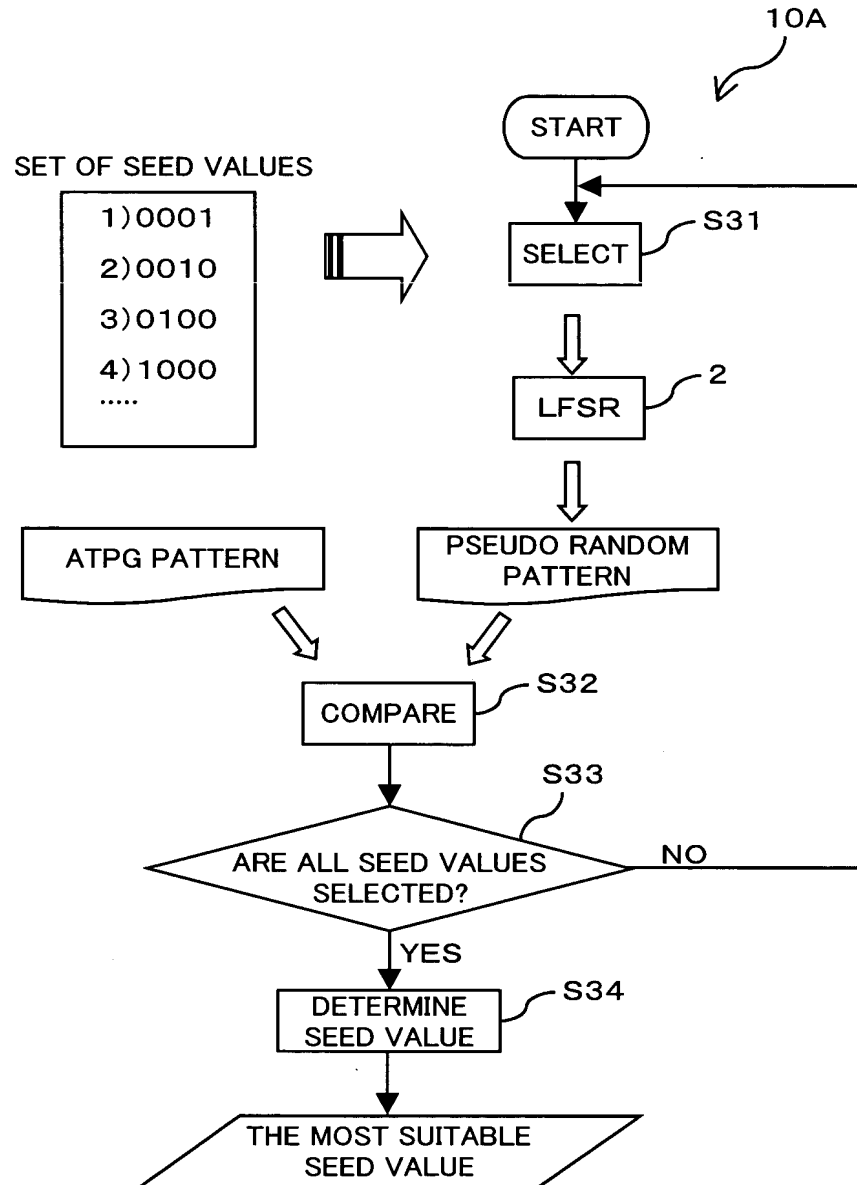 10A
START
SET OF SEED VALUES
1)0001
2)0010
3)0100
4)1000
.....
S31
SELECT
2
LFSR
ATPG PATTERN
PSEUDO RANDOM
PATTERN
S32
COMPARE
S33
ARE ALL SEED VALUES
SELECTED?
NO
YES
S34
DETERMINE
SEED VALUE
THE MOST SUITABLE
SEED VALUE